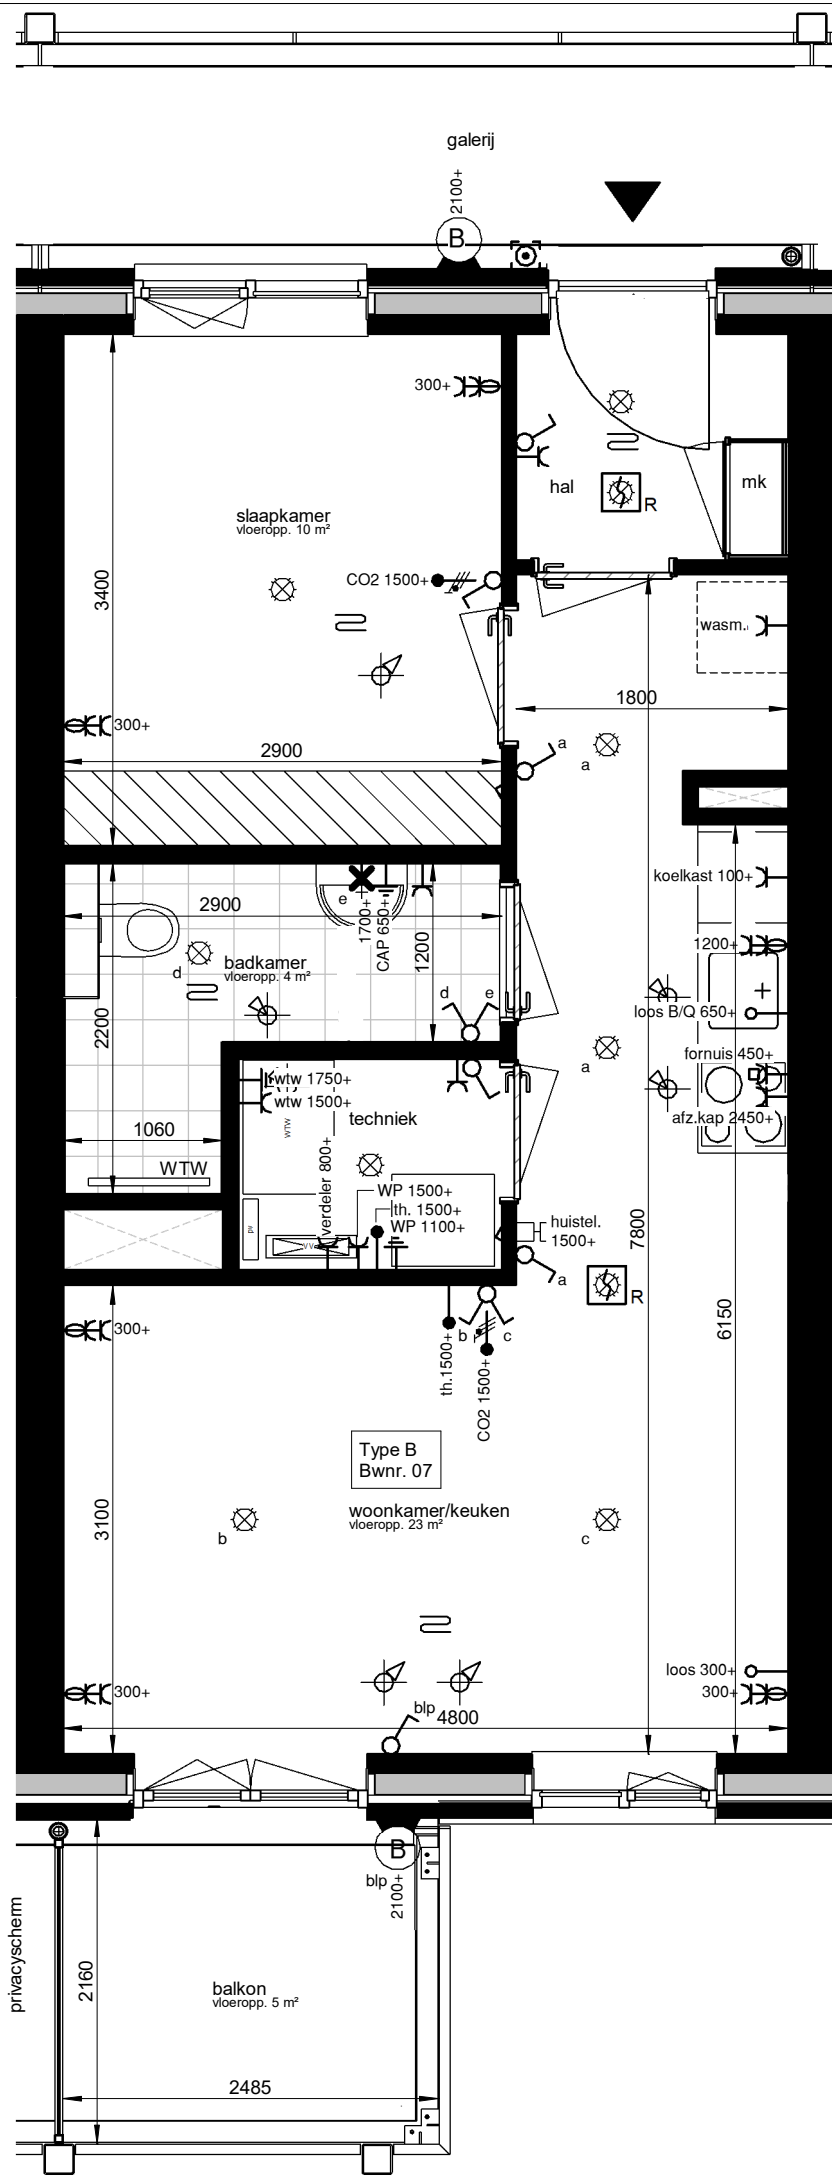 galerij
2100+
B
300+
hal
R
mk
slaapkamer
vloeropp. 10 m²
CO2 1500+
3400
wasm.
1800
300+
a
a
2900
koelkast 100+
2900
e
1700+
CAP 650+
1200
1200+
badkamer
vloeropp. 4 m²
d
d
e
loos B/Q 650+
2200
a
fornuis 450+
wtw 1750+
wtw 1500+
WTW
techniek
afz.kap 2450+
1060
WTW
verdeler 800+
WP 1500+
th. 1500+
WP 1100+
pv
VV
huistel.
1500+
7800
a
R
6150
300+
b
c
th.1500+
CO2 1500+
Type B
Bwnr. 07
3100
woonkamer/keuken
vloeropp. 23 m²
b
c
loos 300+
300+
300+
blp
4800
B
blp
2100+
privacyscherm
2160
balkon
vloeropp. 5 m²
2485